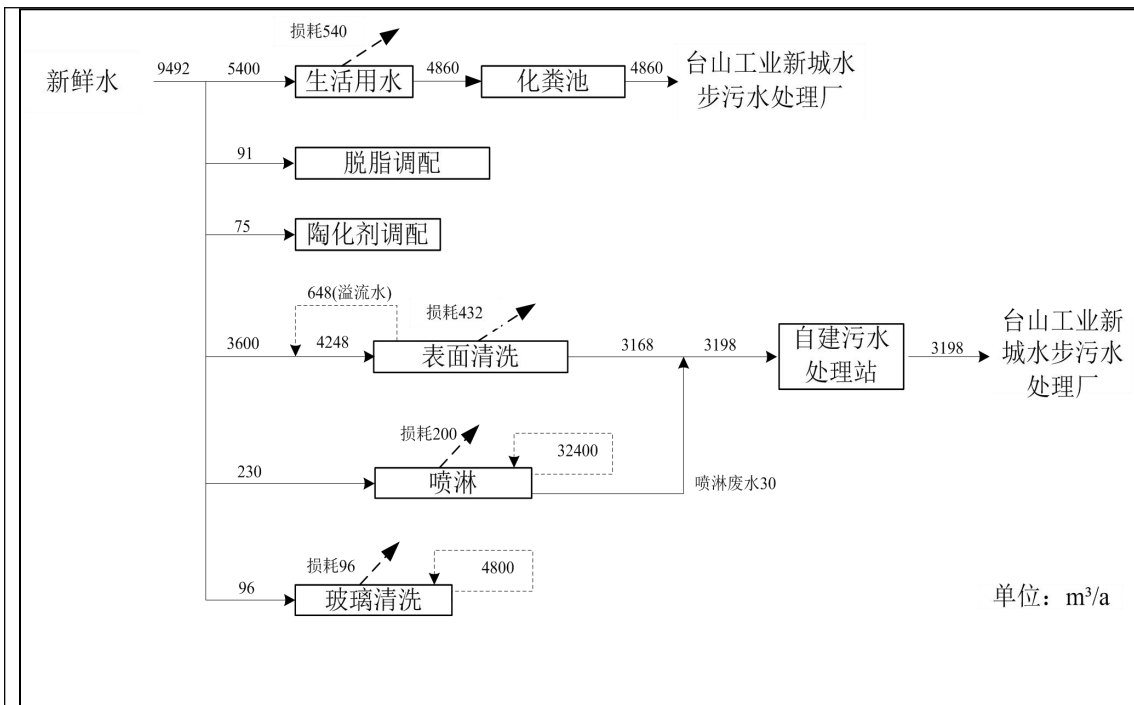 损耗540
新鲜水
9492
5400
生活用水
4860
化粪池
4860
台山工业新城水
步污水处理厂
91
脱脂调配
75
陶化剂调配
648(溢流水)
损耗432
3600
4248
表面清洗
3168
3198
自建污水
处理站
3198
台山工业新
城水步污水
处理厂
损耗200
32400
230
喷淋
喷淋废水30
损耗96
4800
96
玻璃清洗
单位：m³/a